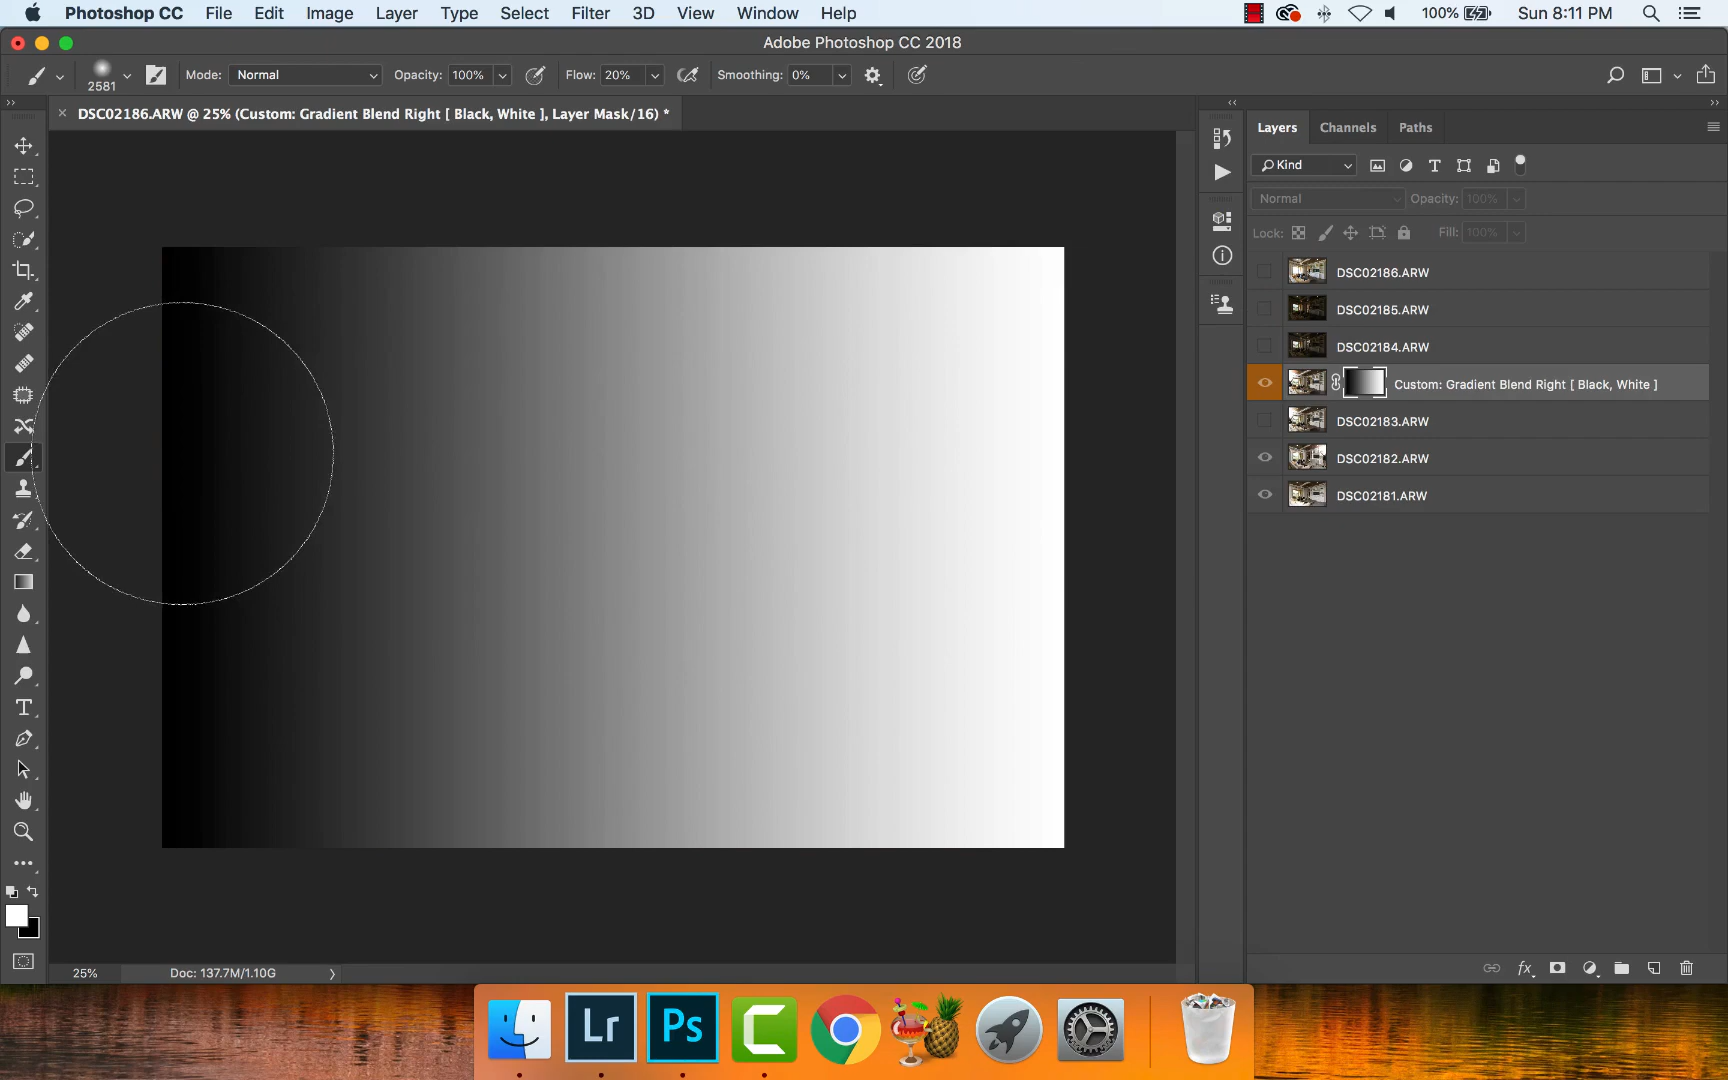 Photoshop CC File Edit Image Layer Type Select Filter 3D View Window Help 100% Sun 8:11 PM
Adobe Photoshop CC 2018
2581 Mode: Normal Opacity: 100% Flow: 20% Smoothing: 0%
DSC02186.ARW @ 25% (Custom: Gradient Blend Right [ Black, White ], Layer Mask/16) *
Layers Channels Paths
Kind
Normal Opacity: 100%
Lock: Fill: 100%
DSC02186.ARW
DSC02185.ARW
DSC02184.ARW
Custom: Gradient Blend Right [ Black, White ]
DSC02183.ARW
DSC02182.ARW
DSC02181.ARW
25% Doc: 137.7M/1.10G
fx
Lr Ps